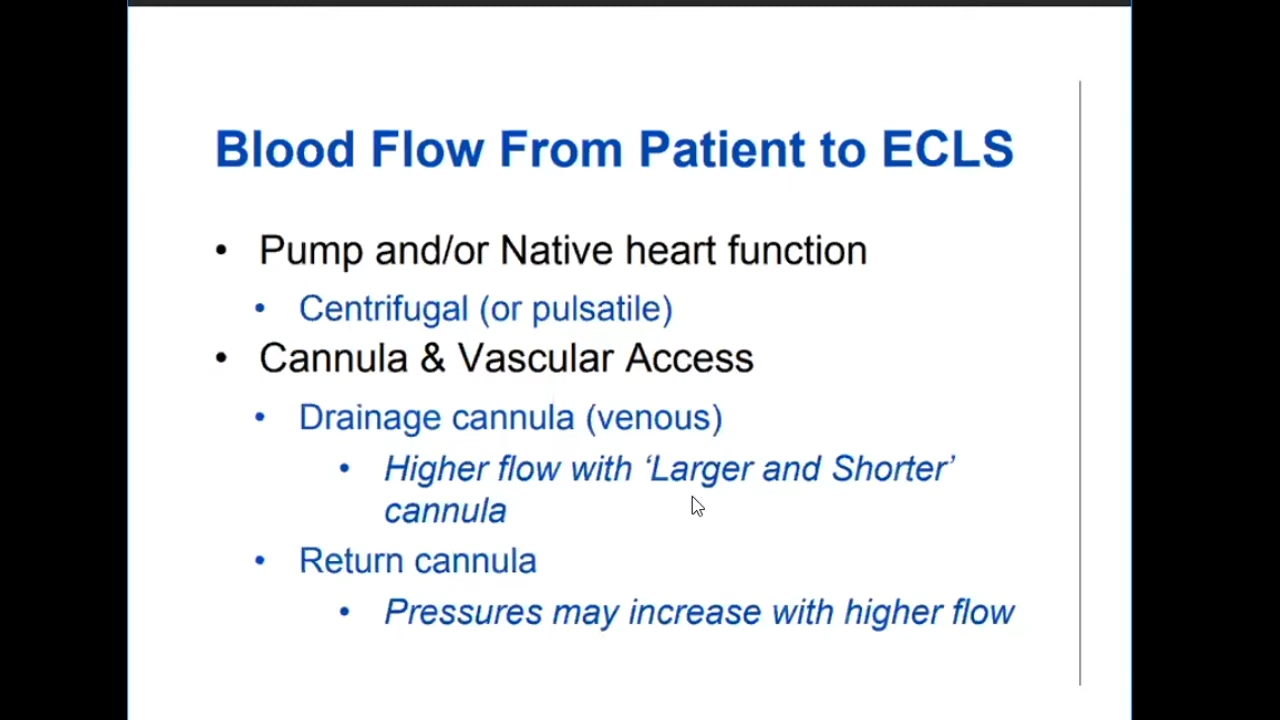 Blood Flow From Patient to ECLS
• Pump and/or Native heart function
• Centrifugal (or pulsatile)
• Cannula & Vascular Access
• Drainage cannula (venous)
• Higher flow with ‘Larger and Shorter’
cannula
• Return cannula
• Pressures may increase with higher flow